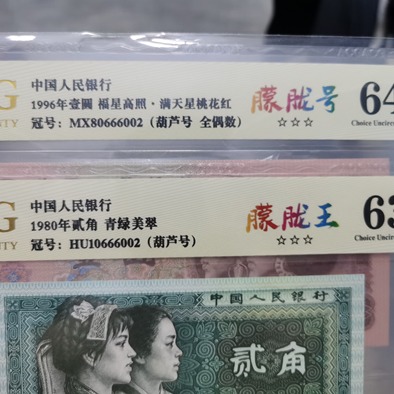 中国人民银行
1996年壹圆 福星高照·满天星桃花红
冠号：MX80666002（葫芦号 全偶数）
朦胧号
☆☆☆
64
Choice Uncirc
中国人民银行
1980年贰角 青绿美翠
冠号：HU10666002（葫芦号）
朦胧王
☆☆☆
63
Choice Uncirc
中国人民银行
贰角